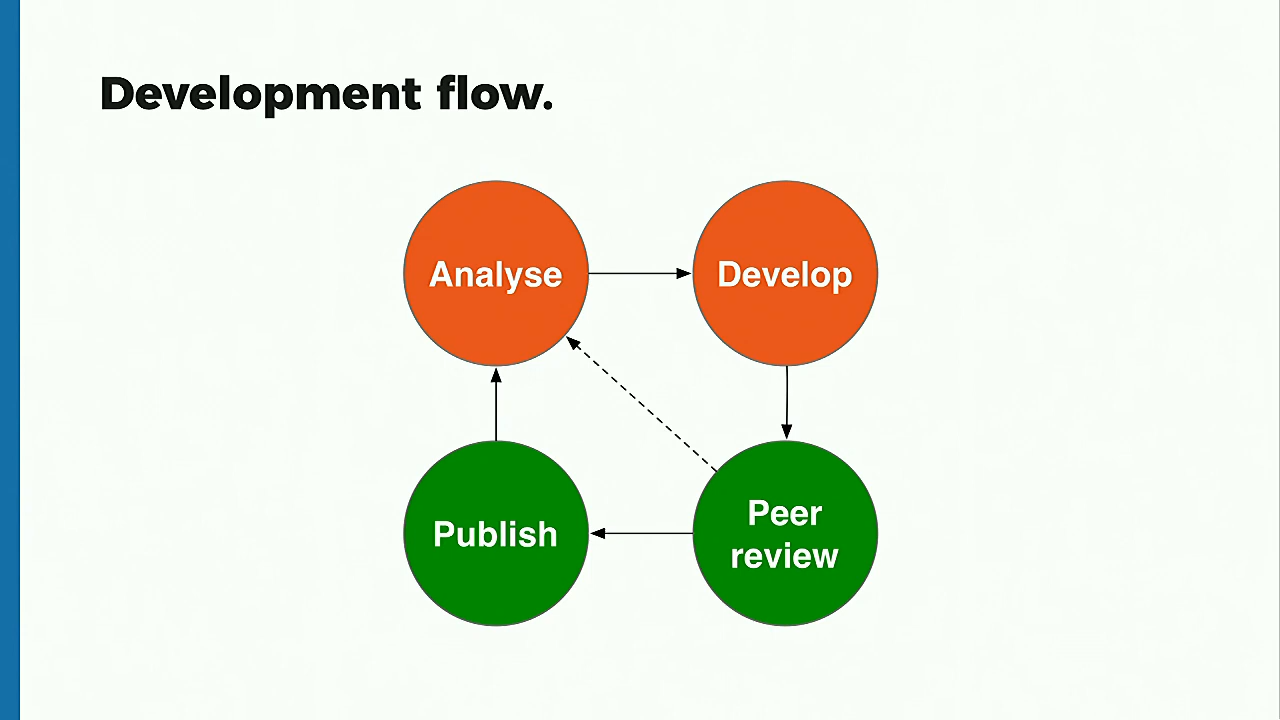 Development flow.
Analyse
Develop
Publish
Peer
review